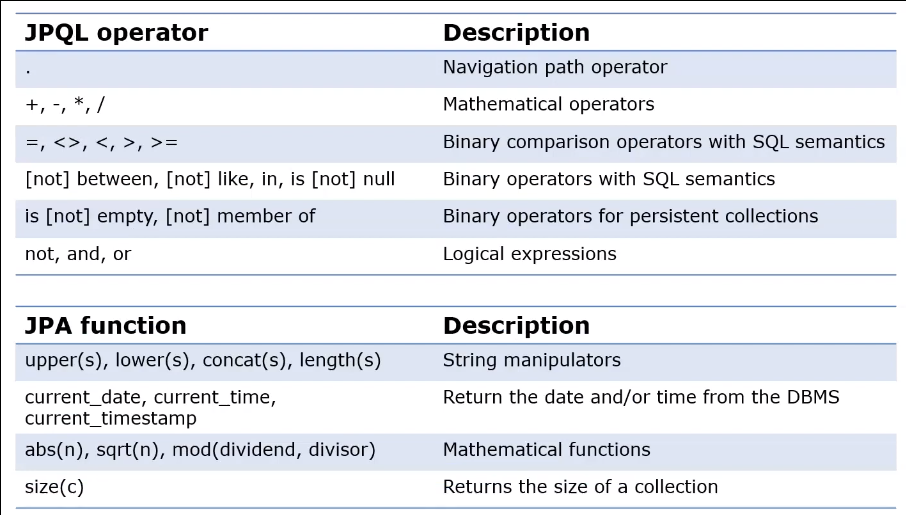 JPQL operator Description
. Navigation path operator
+, -, *, / Mathematical operators
=, <>, <, >, >= Binary comparison operators with SQL semantics
[not] between, [not] like, in, is [not] null Binary operators with SQL semantics
is [not] empty, [not] member of Binary operators for persistent collections
not, and, or Logical expressions
JPA function Description
upper(s), lower(s), concat(s), length(s) String manipulators
current_date, current_time, Return the date and/or time from the DBMS
current_timestamp
abs(n), sqrt(n), mod(dividend, divisor) Mathematical functions
size(c) Returns the size of a collection